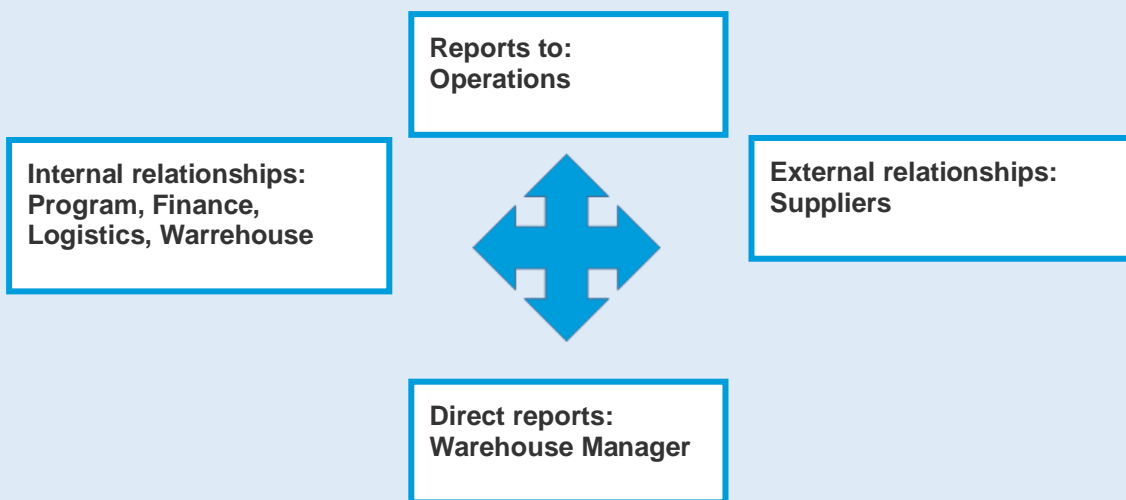 Reports to:
Operations
Internal relationships:
Program, Finance,
Logistics, Warrehouse
External relationships:
Suppliers
Direct reports:
Warehouse Manager